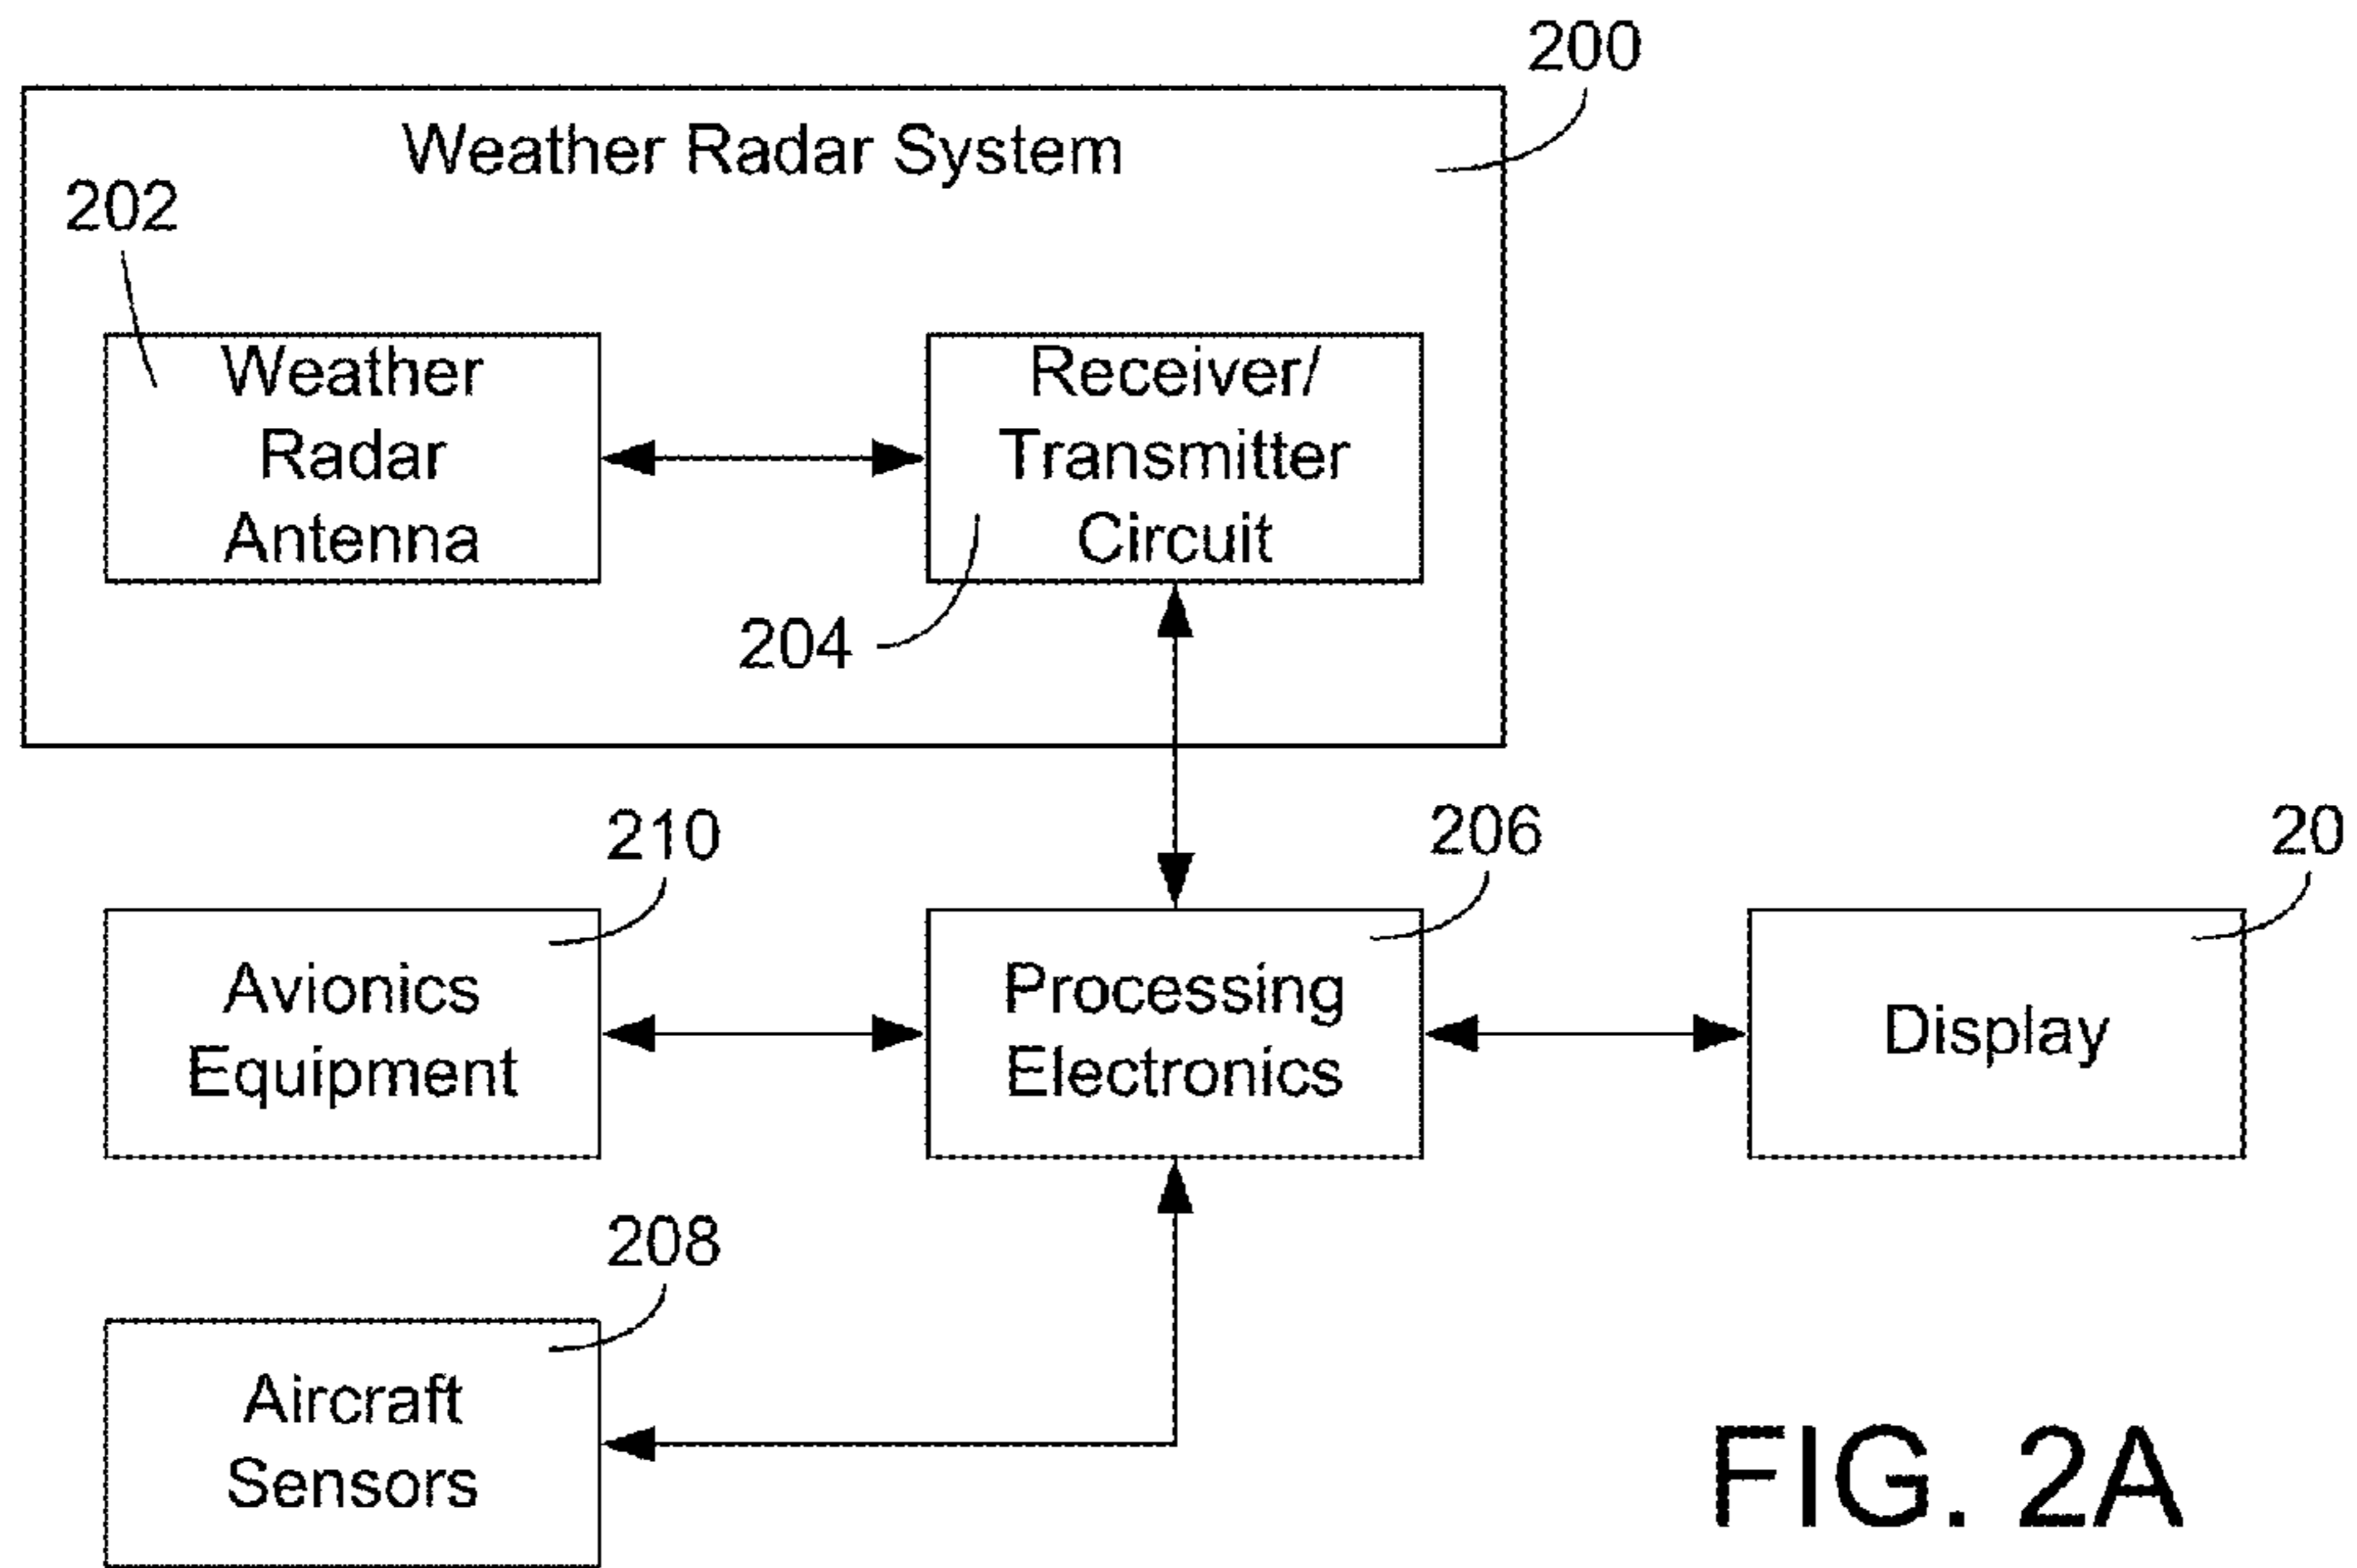 200
Weather Radar System
202
Weather
Radar
Antenna
Receiver/
Transmitter
Circuit
204
210
206
20
Avionics
Equipment
Processing
Electronics
Display
208
Aircraft
Sensors
FIG. 2A